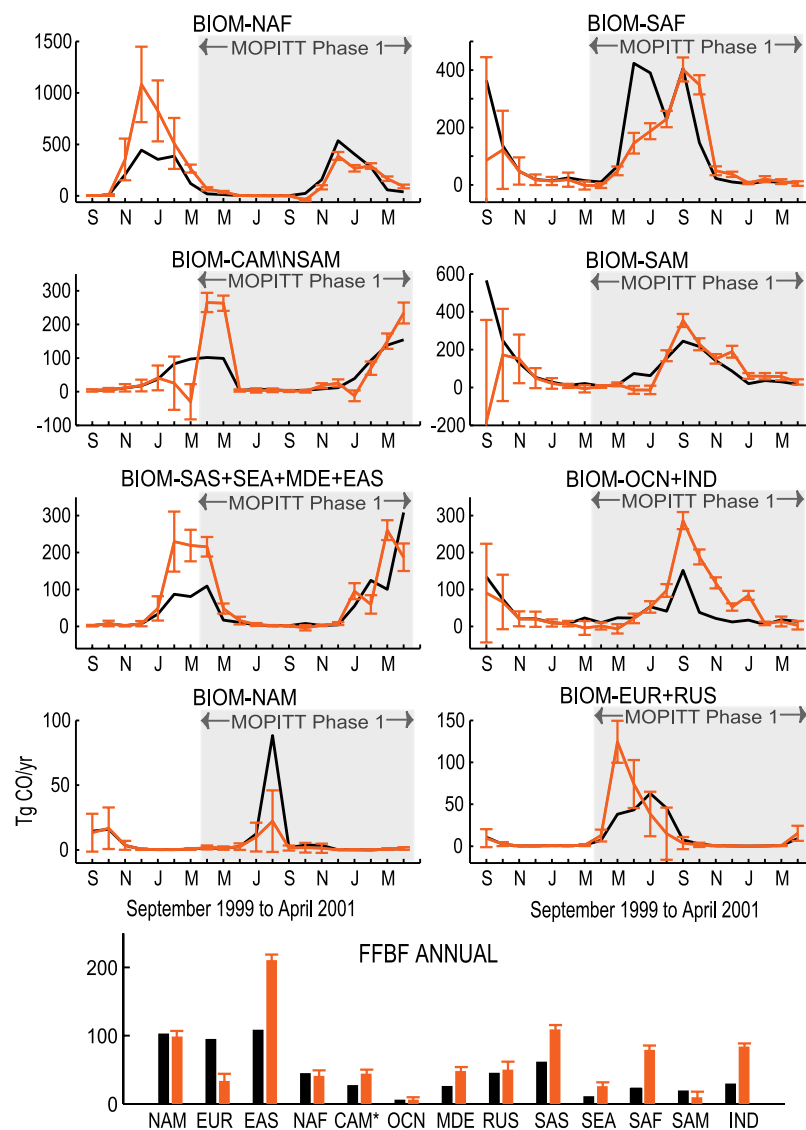 BIOM-NAF
MOPITT Phase 1
1500
1000
500
0
S N J M M J S N J M
BIOM-SAF
MOPITT Phase 1
400
200
0
S N J M M J S N J M
BIOM-CAM\NSAM
MOPITT Phase 1
300
200
100
0
-100
S N J M M J S N J M
BIOM-SAM
MOPITT Phase 1
600
400
200
0
-200
S N J M M J S N J M
BIOM-SAS+SEA+MDE+EAS
MOPITT Phase 1
300
200
100
0
S N J M M J S N J M
BIOM-OCN+IND
MOPITT Phase 1
300
200
100
0
S N J M M J S N J M
BIOM-NAM
MOPITT Phase 1
100
50
0
Tg CO/yr
S N J M M J S N J M
September 1999 to April 2001
BIOM-EUR+RUS
MOPITT Phase 1
150
100
50
0
S N J M M J S N J M
September 1999 to April 2001
FFBF ANNUAL
200
100
0
NAM EUR EAS NAF CAM* OCN MDE RUS SAS SEA SAF SAM IND